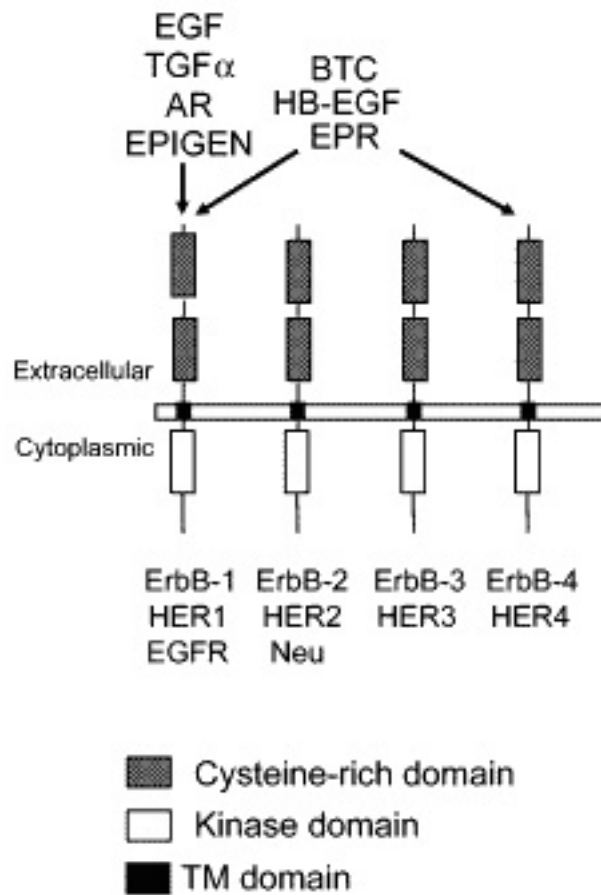 EGF
TGFα
AR
EPIGEN
BTC
HB-EGF
EPR
Extracellular
Cytoplasmic
ErbB-1 ErbB-2 ErbB-3 ErbB-4
HER1 HER2 HER3 HER4
EGFR Neu
Cysteine-rich domain
Kinase domain
TM domain